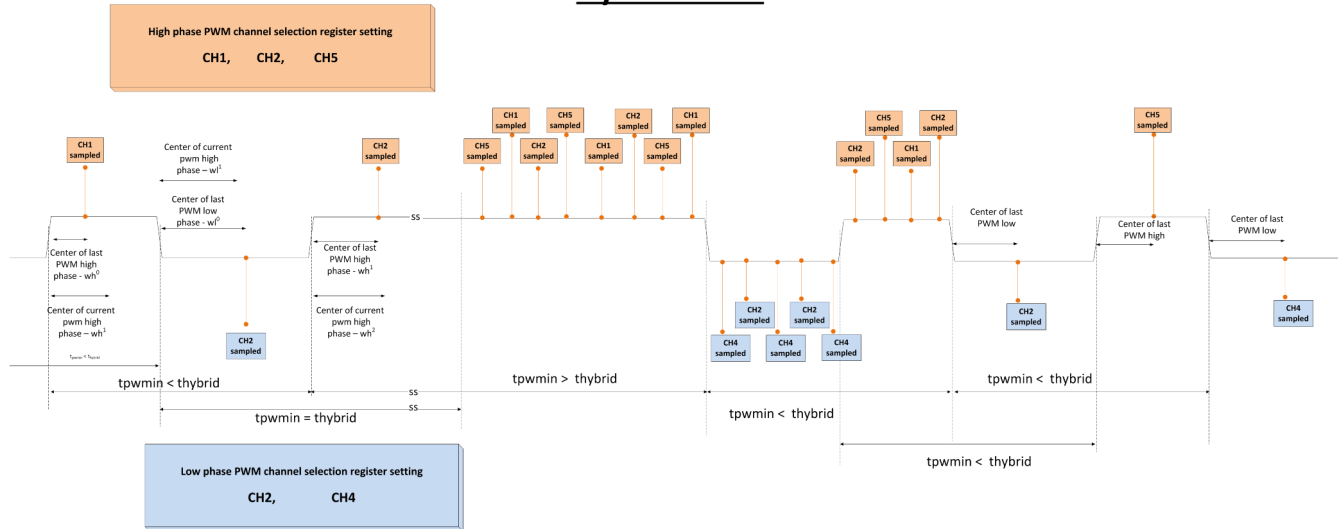 High phase PWM channel selection register setting
CH1, CH2, CH5
CH1
sampled
Center of current
pwm high
phase – wl1
Center of last
PWM low
phase - wl0
CH2
sampled
CH5
sampled
CH1
sampled
CH2
sampled
CH5
sampled
CH1
sampled
CH2
sampled
CH5
sampled
CH1
sampled
CH2
sampled
CH5
sampled
CH1
sampled
CH2
sampled
CH5
sampled
SS
Center of last
PWM high
phase - wh0
Center of current
pwm high
phase – wh1
CH2
sampled
Center of last
PWM high
phase - wh1
Center of current
pwm high
phase – wh2
CH4
sampled
CH2
sampled
CH4
sampled
CH2
sampled
CH4
sampled
Center of last
PWM low
CH2
sampled
Center of last
PWM high
Center of last
PWM low
CH4
sampled
tpwmin < thybrid
tpwmin < thybrid
SS
tpwmin > thybrid
tpwmin < thybrid
SS
tpwmin = thybrid
tpwmin < thybrid
tpwmin < thybrid
Low phase PWM channel selection register setting
CH2, CH4